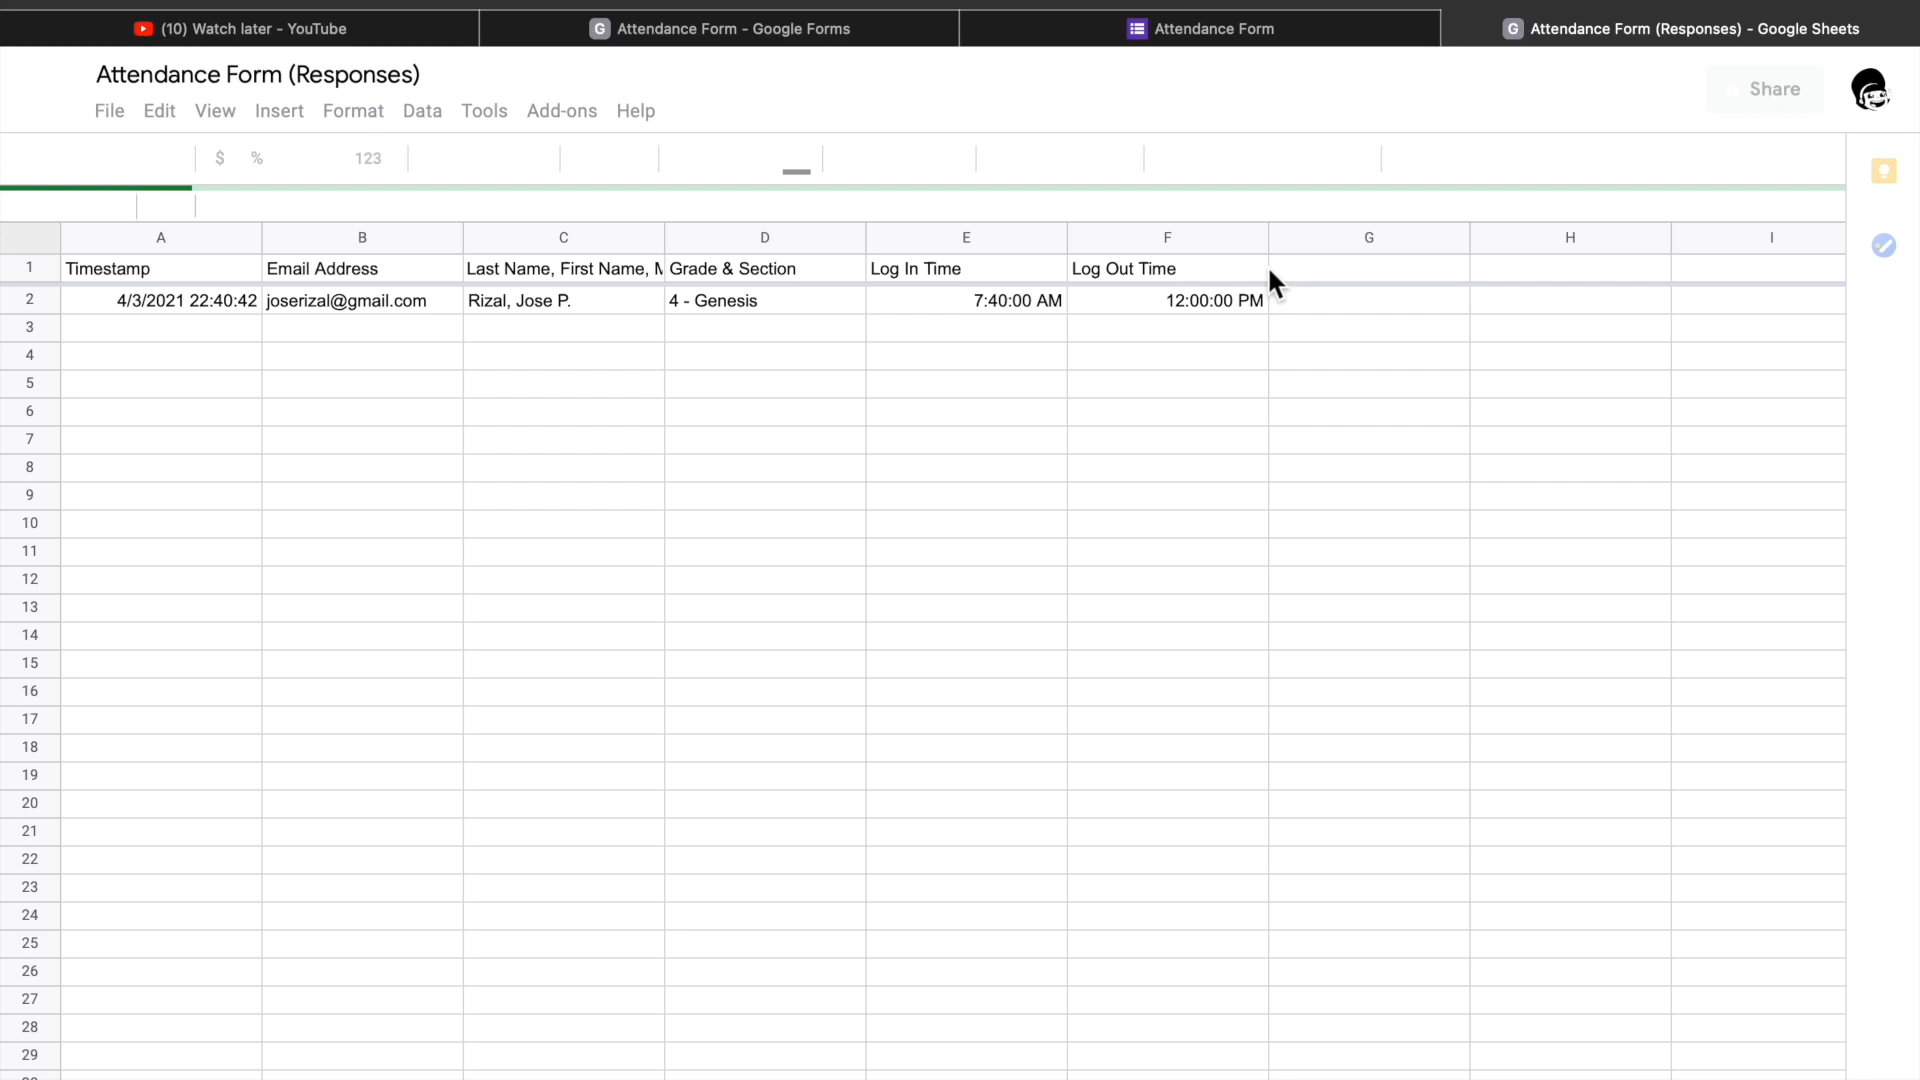 (10) Watch later - YouTube
Attendance Form - Google Forms
Attendance Form
Attendance Form (Responses) - Google Sheets
Attendance Form (Responses)
File Edit View Insert Format Data Tools Add-ons Help
Share
$ % 123
A B C D E F G H I
1 Timestamp Email Address Last Name, First Name, M Grade & Section Log In Time Log Out Time
2 4/3/2021 22:40:42 joserizal@gmail.com Rizal, Jose P. 4 - Genesis 7:40:00 AM 12:00:00 PM
3
4
5
6
7
8
9
10
11
12
13
14
15
16
17
18
19
20
21
22
23
24
25
26
27
28
29